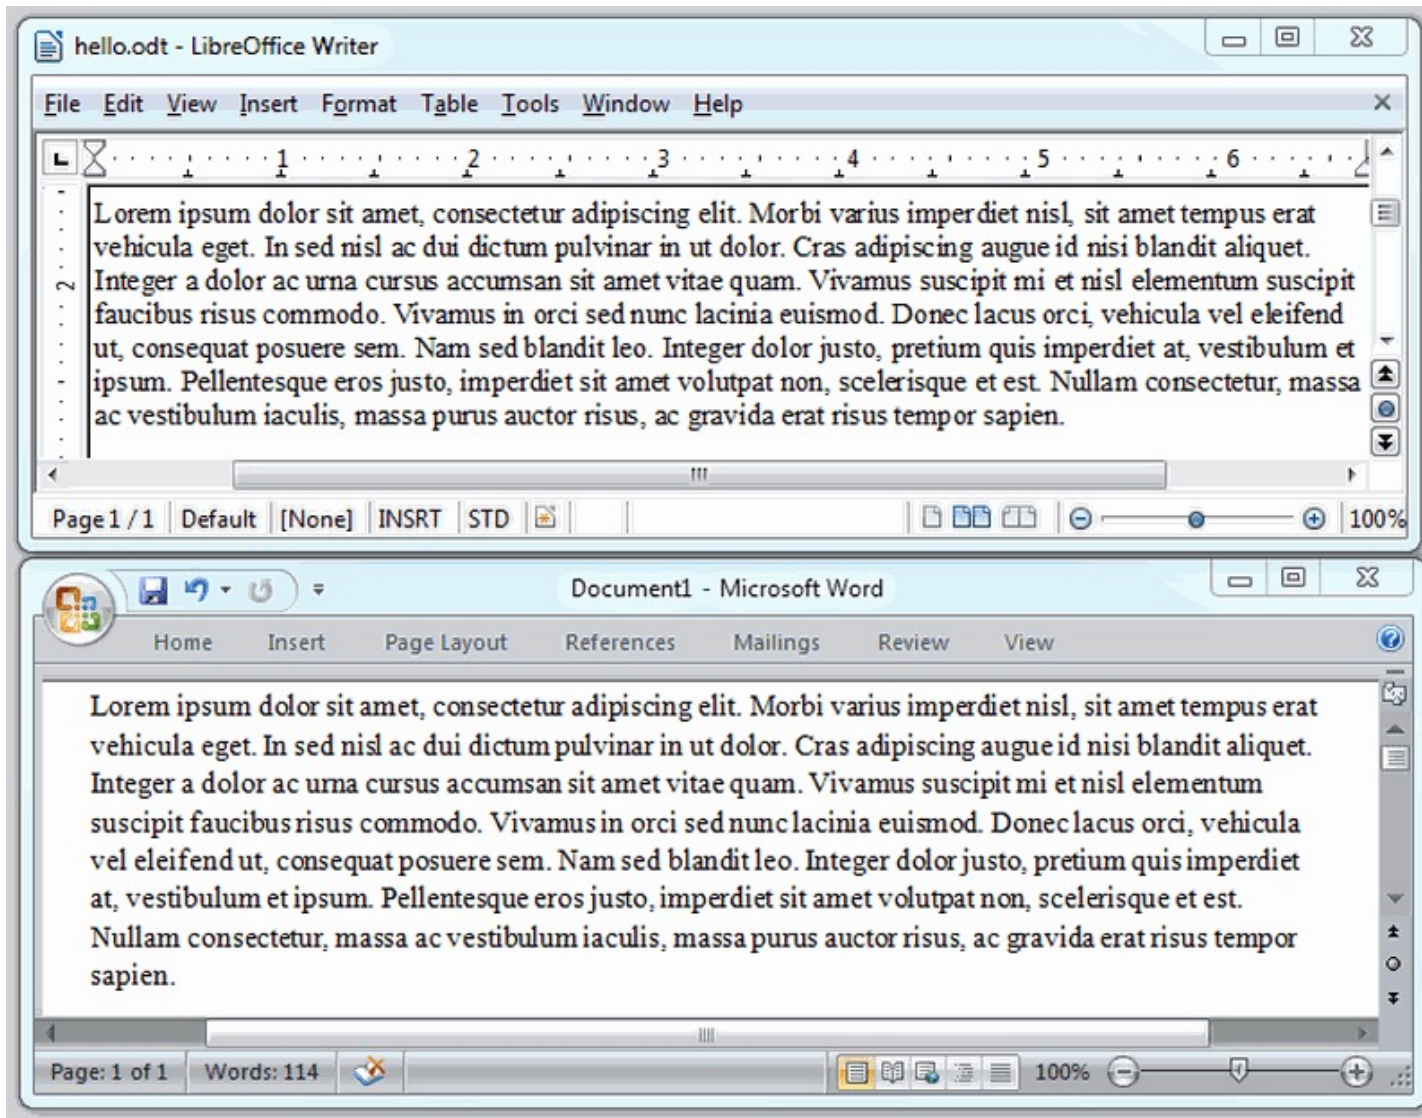 hello.odt - LibreOffice Writer
File Edit View Insert Format Table Tools Window Help
1 2 3 4 5 6
Lorem ipsum dolor sit amet, consectetur adipiscing elit. Morbi varius imperdiet nisl, sit amet tempus erat
vehicula eget. In sed nisl ac dui dictum pulvinar in ut dolor. Cras adipiscing augue id nisi blandit aliquet.
2
Integer a dolor ac urna cursus accumsan sit amet vitae quam. Vivamus suscipit mi et nisl elementum suscipit
faucibus risus commodo. Vivamus in orci sed nunc lacinia euismod. Donec lacus orci, vehicula vel eleifend
ut, consequat posuere sem. Nam sed blandit leo. Integer dolor justo, pretium quis imperdiet at, vestibulum et
ipsum. Pellentesque eros justo, imperdiet sit amet volutpat non, scelerisque et est. Nullam consectetur, massa
ac vestibulum iaculis, massa purus auctor risus, ac gravida erat risus tempor sapien.
Page 1 / 1 Default [None] INSRT STD 100%
Document1 - Microsoft Word
Home Insert Page Layout References Mailings Review View
Lorem ipsum dolor sit amet, consectetur adipiscing elit. Morbi varius imperdiet nisl, sit amet tempus erat
vehicula eget. In sed nisl ac dui dictum pulvinar in ut dolor. Cras adipiscing augue id nisi blandit aliquet.
Integer a dolor ac urna cursus accumsan sit amet vitae quam. Vivamus suscipit mi et nisl elementum
suscipit faucibus risus commodo. Vivamus in orci sed nunc lacinia euismod. Donec lacus orci, vehicula
vel eleifend ut, consequat posuere sem. Nam sed blandit leo. Integer dolor justo, pretium quis imperdiet
at, vestibulum et ipsum. Pellentesque eros justo, imperdiet sit amet volutpat non, scelerisque et est.
Nullam consectetur, massa ac vestibulum iaculis, massa purus auctor risus, ac gravida erat risus tempor
sapien.
Page: 1 of 1 Words: 114 100%